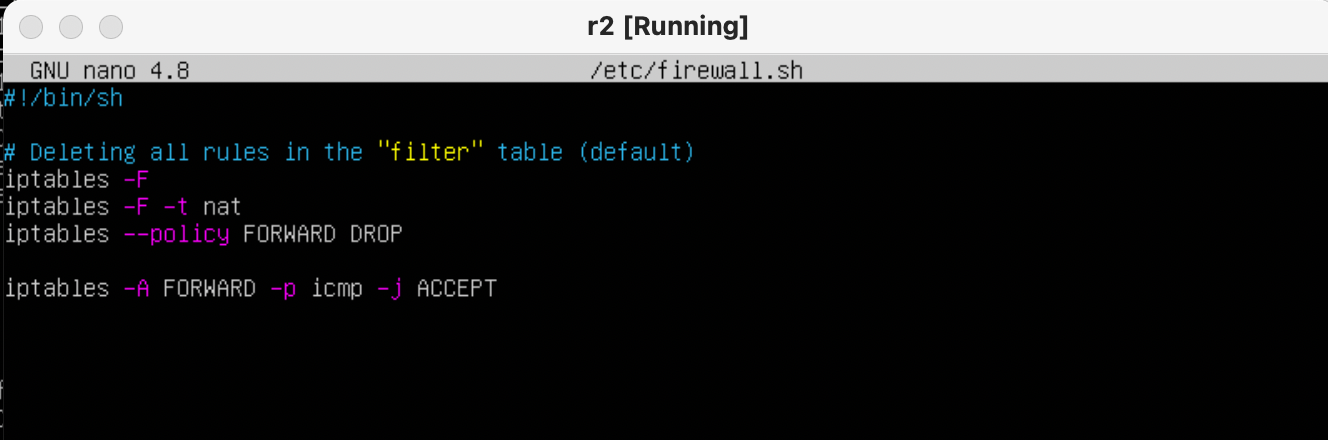 r2 [Running]
GNU nano 4.8 /etc/firewall.sh
#!/bin/sh
# Deleting all rules in the "filter" table (default)
iptables -F
iptables -F -t nat
iptables --policy FORWARD DROP
iptables -A FORWARD -p icmp -j ACCEPT